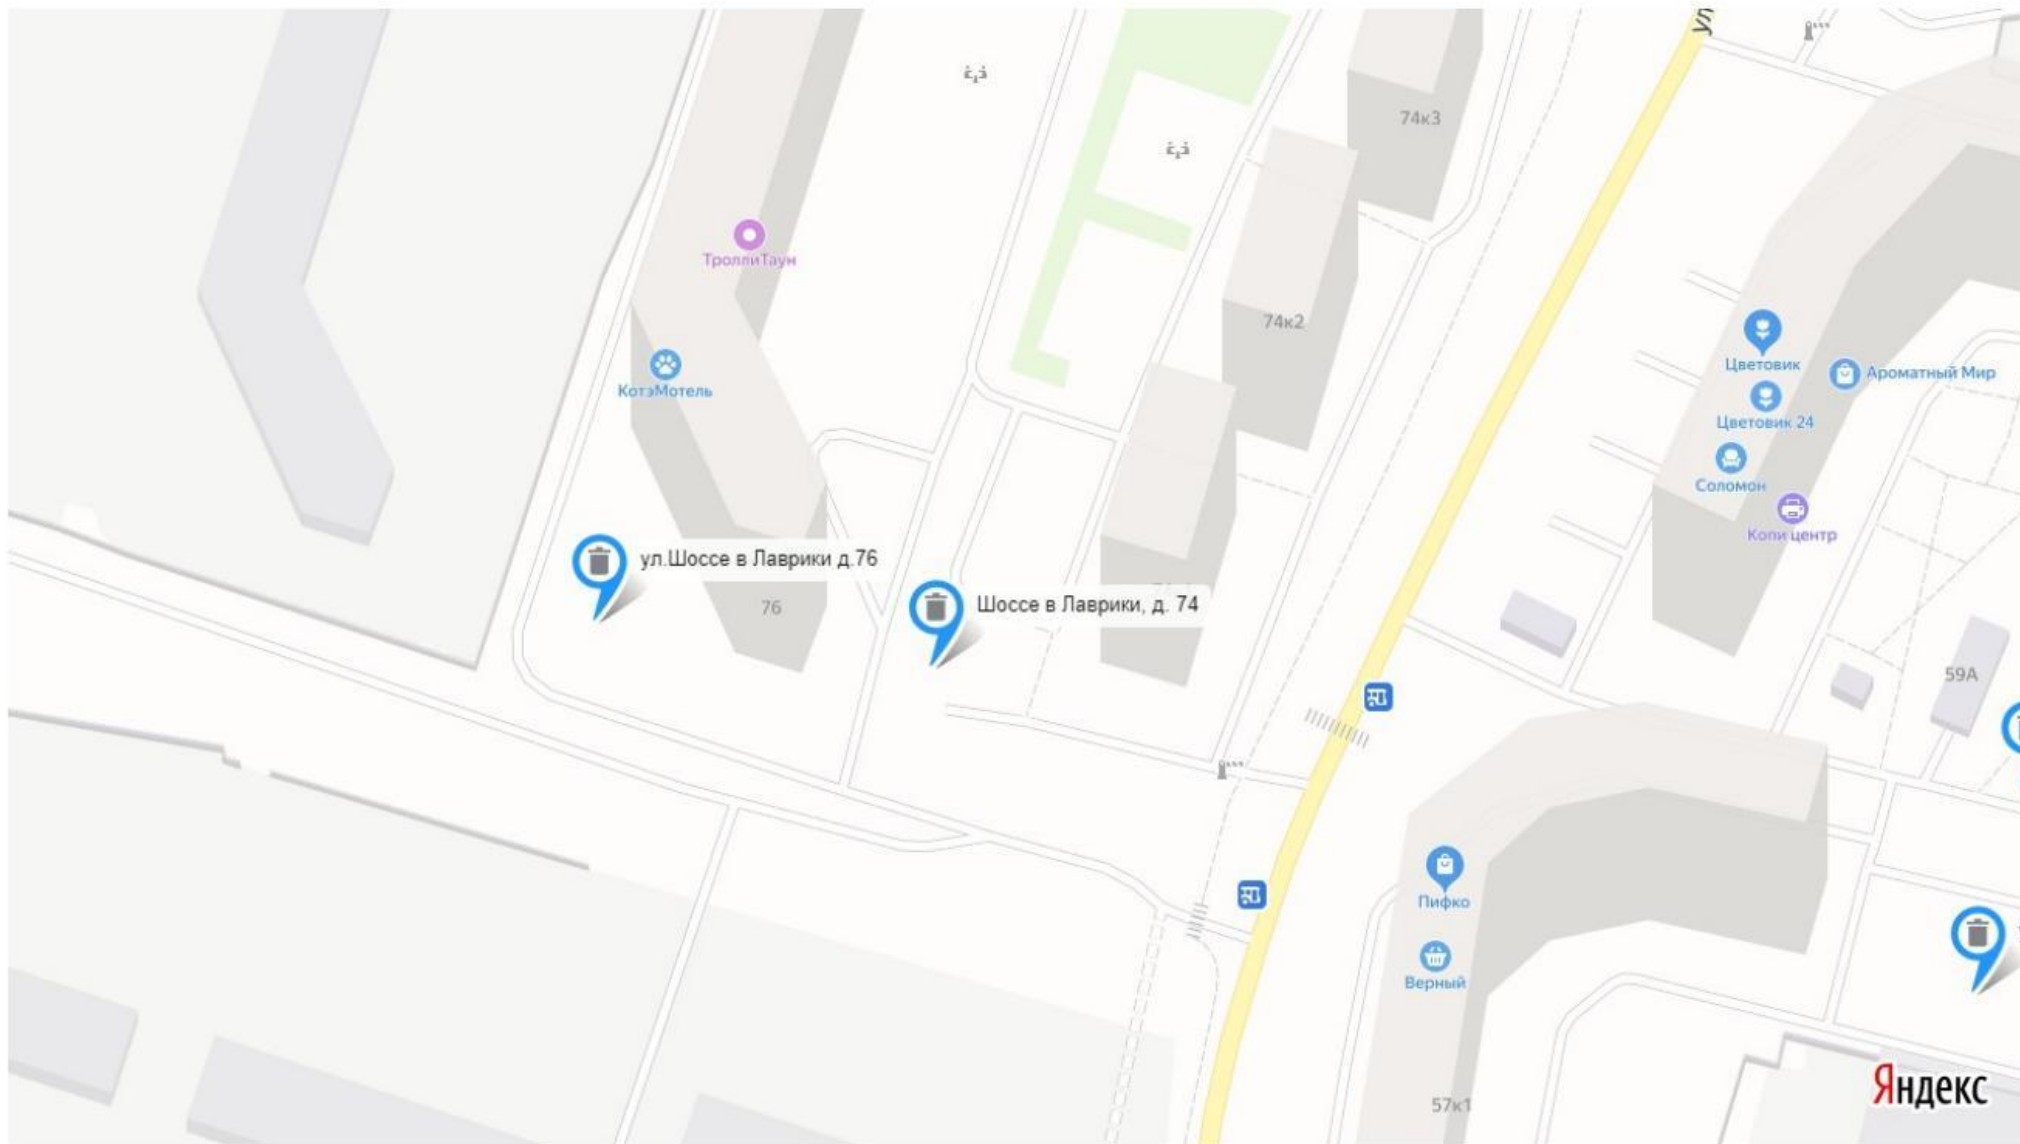 74к3
ТроллиТаун
74к2
КотэМотель
Цветовик
Ароматный Мир
Цветовик 24
Соломон
Копи центр
ул.Шоссе в Лаврики д.76
76
Шоссе в Лаврики, д. 74
59А
Пифко
Верный
57к1
Яндекс